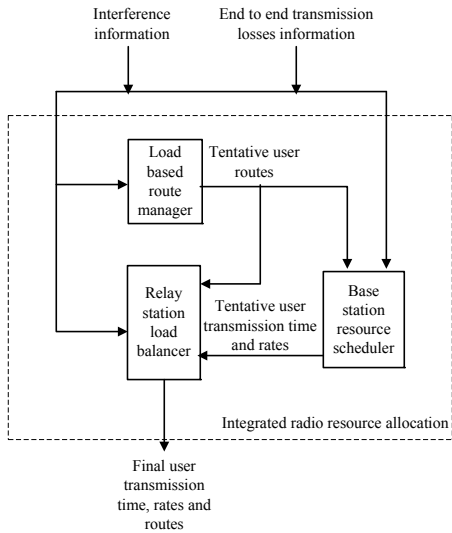 Interference
information
End to end transmission
losses information
Load
based
route
manager
Tentative user
routes
Relay
station
load
balancer
Tentative user
transmission time
and rates
Base
station
resource
scheduler
Integrated radio resource allocation
Final user
transmission
time, rates and
routes